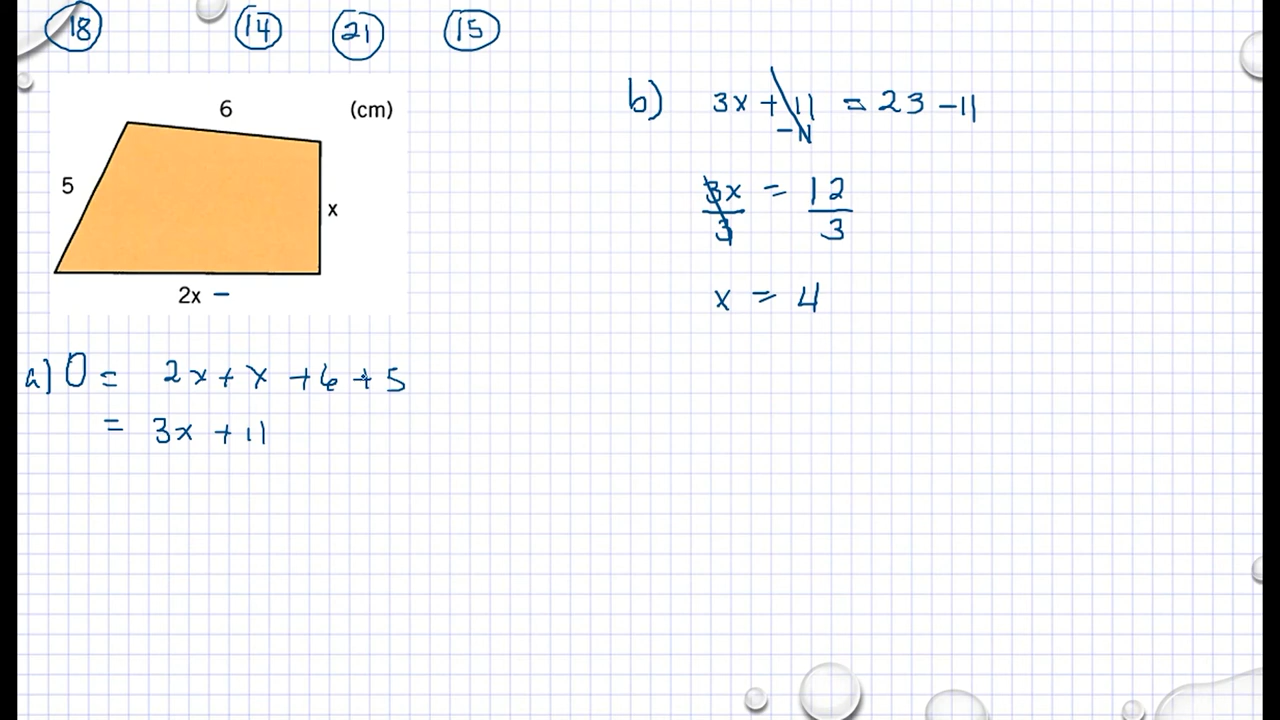 18 14 21 15
6 (cm)
5
x
2x –
a) O = 2x + x + 6 + 5
= 3x + 11
b) 3x + 11 = 23 - 11
- 11
3x = 12
3 3
x = 4